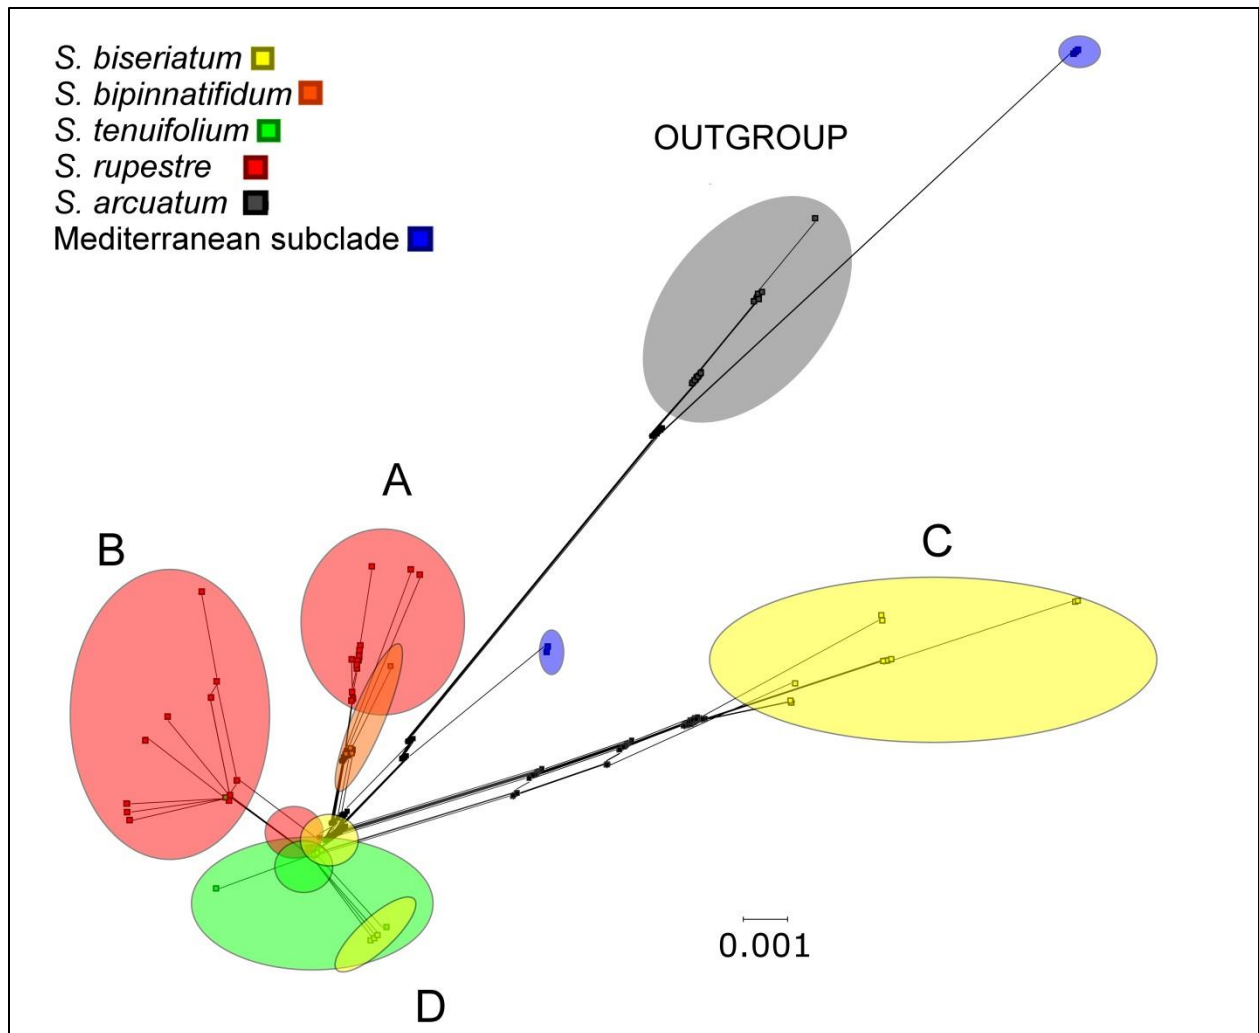 S. biseriatum
S. bipinnatifidum
S. tenuifolium
S. rupestre
S. arcuatum
Mediterranean subclade
OUTGROUP
A
B
C
0.001
D